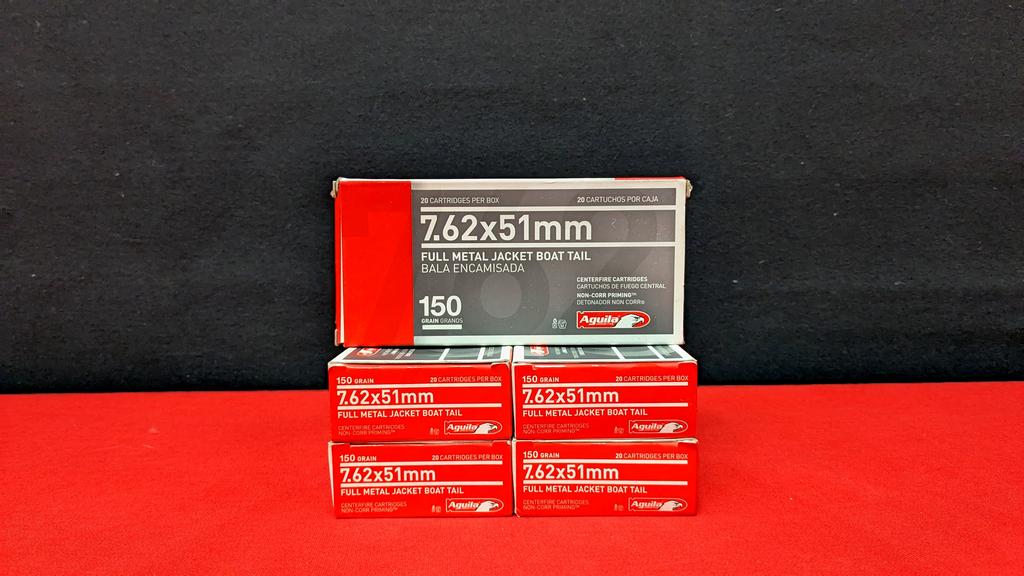 20 CARTRIDGES PER BOX 20 CARTUCHOS POR CAJA
7.62x51mm
FULL METAL JACKET BOAT TAIL
BALA ENCAMISADA
CENTERFIRE CARTRIDGES
CARTUCHOS DE FUEGO CENTRAL
NON-CORR PRIMING™
DETONADOR NON CORR®
150
GRAIN GRANOS
Aguila
150 GRAIN 20 CARTRIDGES PER BOX
7.62x51mm
FULL METAL JACKET BOAT TAIL
CENTERFIRE CARTRIDGES
NON-CORR PRIMING™
Aguila
150 GRAIN 20 CARTRIDGES PER BOX
7.62x51mm
FULL METAL JACKET BOAT TAIL
CENTERFIRE CARTRIDGES
NON-CORR PRIMING™
Aguila
150 GRAIN 20 CARTRIDGES PER BOX
7.62x51mm
FULL METAL JACKET BOAT TAIL
CENTERFIRE CARTRIDGES
NON-CORR PRIMING™
Aguila
150 GRAIN 20 CARTRIDGES PER BOX
7.62x51mm
FULL METAL JACKET BOAT TAIL
CENTERFIRE CARTRIDGES
NON-CORR PRIMING™
Aguila